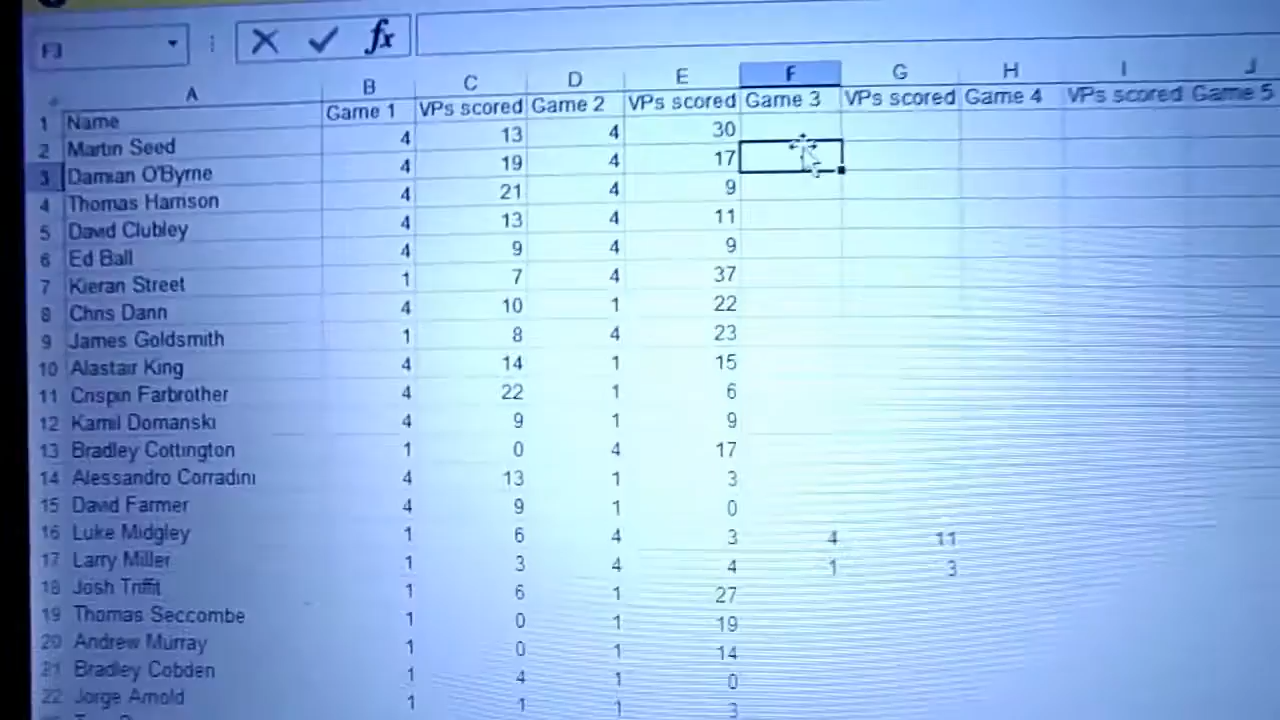 F3 fx
A B C D E F G H I J
1 Name Game 1 VPs scored Game 2 VPs scored Game 3 VPs scored Game 4 VPs scored Game 5
2 Martin Seed 4 13 4 30
3 Damian O'Byrne 4 19 4 17
4 Thomas Harrison 4 21 4 9
5 David Clubley 4 13 4 11
6 Ed Ball 4 9 4 9
7 Kieran Street 1 7 4 37
8 Chris Dann 4 10 1 22
9 James Goldsmith 1 8 4 23
10 Alastair King 4 14 1 15
11 Crispin Farbrother 4 22 1 6
12 Kamil Domanski 4 9 1 9
13 Bradley Cottington 1 0 4 17
14 Alessandro Corradini 4 13 1 3
15 David Farmer 4 9 1 0
16 Luke Midgley 1 6 4 3 4 11
17 Larry Miller 1 3 4 4 1 3
18 Josh Triffit 1 6 1 27
19 Thomas Seccombe 1 0 1 19
20 Andrew Murray 1 0 1 14
21 Bradley Cobden 1 4 1 0
22 Jorge Arnold 1 1 1 3